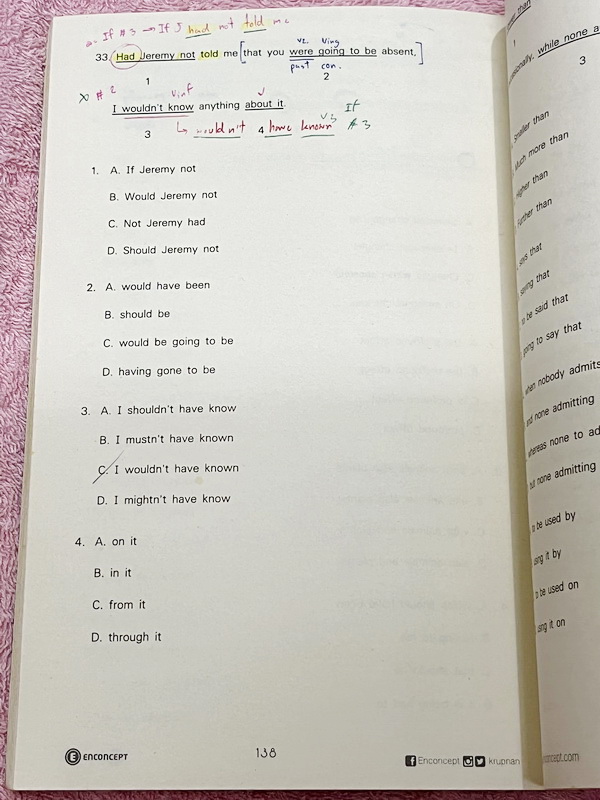 If #3 → If J had not told me
33. Had Jeremy not told me [that you were going to be absent,]
v2. Ving
past con.
1 2
X #2 Vinf If
I wouldn't know anything about it.
3 4
↳ wouldn't have known #3
V3
1. A. If Jeremy not
B. Would Jeremy not
C. Not Jeremy had
D. Should Jeremy not
2. A. would have been
B. should be
C. would be going to be
D. having gone to be
3. A. I shouldn't have know
B. I mustn't have known
C. I wouldn't have known
D. I mightn't have know
4. A. on it
B. in it
C. from it
D. through it
ENCONCEPT
138
Enconcept krupnan
than
sionally, while none a
3
smaller than
Much more than
Higher than
Further than
says that
saying that
to be said that
going to say that
when nobody admits
and none admitting
whereas none to ad
but none admitting
to be used by
using it by
to be used on
using it on